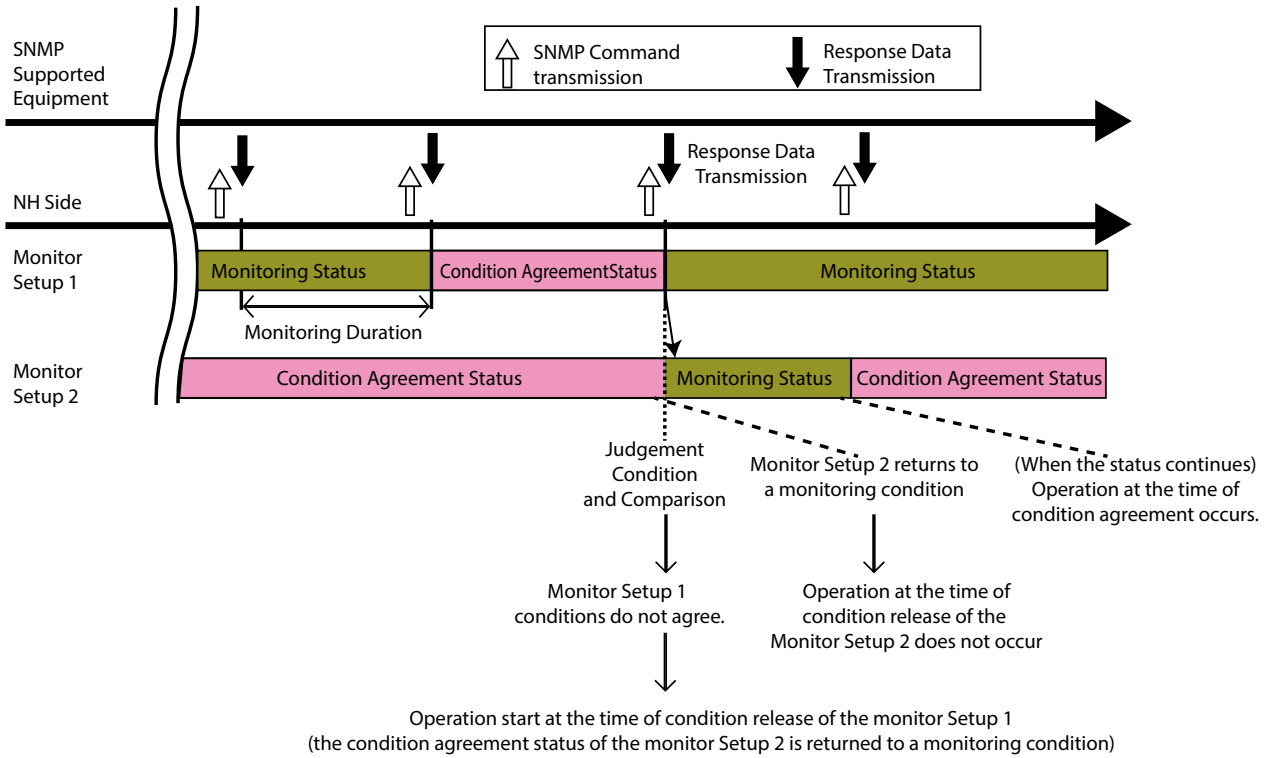 SNMP
Supported
Equipment
SNMP Command
transmission
Response Data
Transmission
Response Data
Transmission
NH Side
Monitor
Setup 1
Monitoring Status
Condition AgreementStatus
Monitoring Status
Monitoring Duration
Monitor
Setup 2
Condition Agreement Status
Monitoring Status
Condition Agreement Status
Judgement
Condition
and Comparison
Monitor Setup 2 returns to
a monitoring condition
(When the status continues)
Operation at the time of
condition agreement occurs.
Monitor Setup 1
conditions do not agree.
Operation at the time of
condition release of the
Monitor Setup 2 does not occur
Operation start at the time of condition release of the monitor Setup 1
(the condition agreement status of the monitor Setup 2 is returned to a monitoring condition)